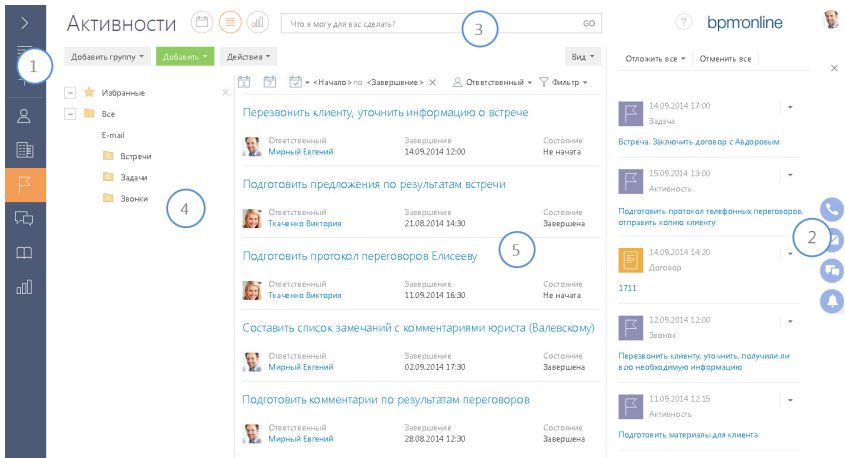 Активности
Что я могу для вас сделать?
GO
3
?
bpmonline
1
Добавить группу
Добавить
Действия
Вид
Отложить все
Отменить все
Избранные
Все
E-mail
Встречи
Задачи
Звонки
4
<Начало> по <Завершение>
Ответственный
Фильтр
Перезвонить клиенту, уточнить информацию о встрече
Ответственный Завершение Состояние
Мирный Евгений 14.09.2014 12:00 Не начата
Подготовить предложения по результатам встречи
Ответственный Завершение Состояние
Ткаченко Виктория 21.08.2014 14:30 Завершена
5
Подготовить протокол переговоров Елисееву
Ответственный Завершение Состояние
Ткаченко Виктория 11.09.2014 16:30 Не начата
Составить список замечаний с комментариями юриста (Валевскому)
Ответственный Завершение Состояние
Мирный Евгений 02.09.2014 17:30 Завершена
Подготовить комментарии по результатам переговоров
Ответственный Завершение Состояние
Мирный Евгений 28.08.2014 12:30 Завершена
14.09.2014 17:00
Задача
Встреча. Заключить договор с Авдоровым
15.09.2014 13:00
Активность
Подготовить протокол телефонных переговоров,
отправить копию клиенту
2
14.09.2014 14:20
Договор
1711
12.09.2014 12:00
Звонок
Перезвонить клиенту, уточнить, получили ли
всю необходимую информацию
11.09.2014 12:15
Активность
Подготовить материалы для клиента